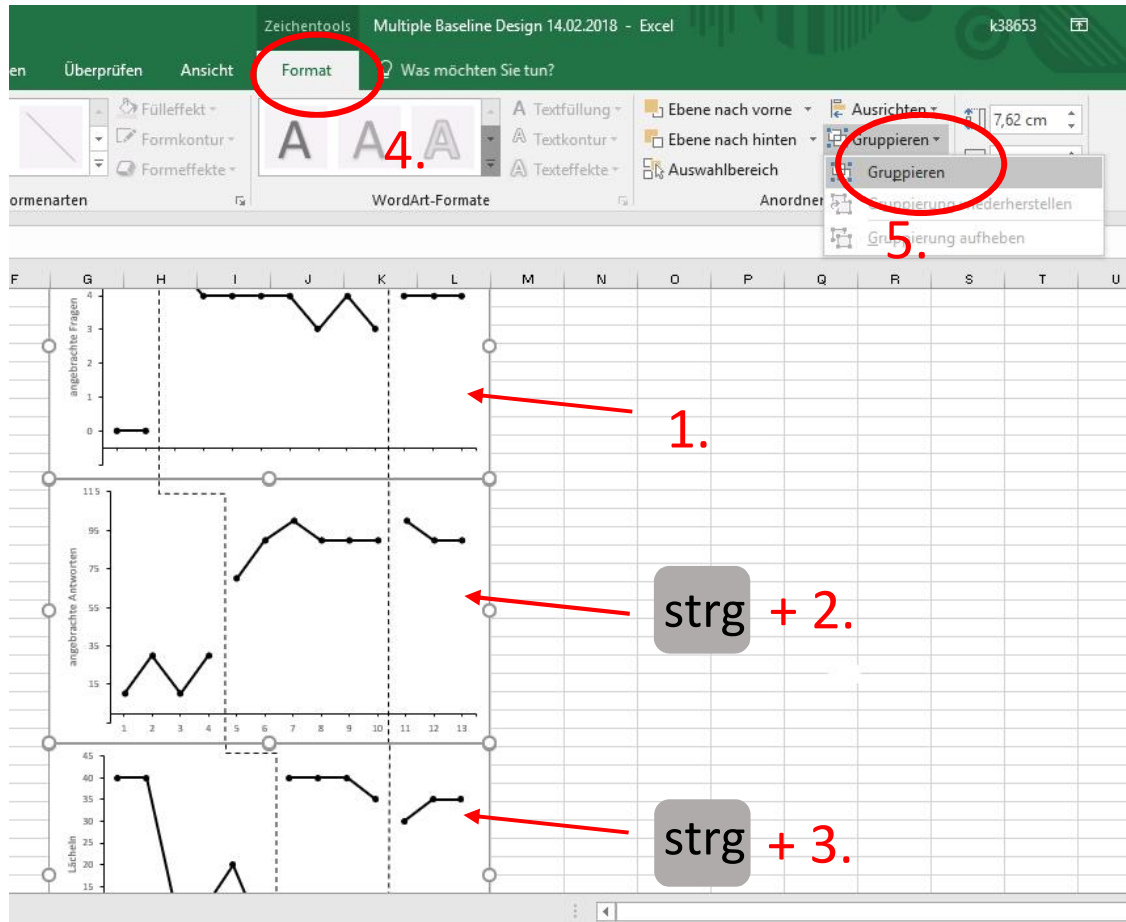 Zeichentools Multiple Baseline Design 14.02.2018 - Excel k38653
en Überprüfen Ansicht Format Was möchten Sie tun?
Fülleffekt
Formkontur
Formeffekte
ormenarten
A A A
Textfüllung
Textkontur
Texteffekte
WordArt-Formate
4.
Ebene nach vorne
Ebene nach hinten
Auswahlbereich
Ausrichten
Gruppieren
7,62 cm
Anordnen
Gruppieren
Gruppierung wiederherstellen
Gruppierung aufheben
5.
F G H I J K L M N O P Q R S T U
angebrachte Fragen
4
3
2
1
0
1.
angebrachte Antworten
115
95
75
55
35
15
1 2 3 4 5 6 7 8 9 10 11 12 13
strg + 2.
Lächeln
45
40
35
30
25
20
15
strg + 3.